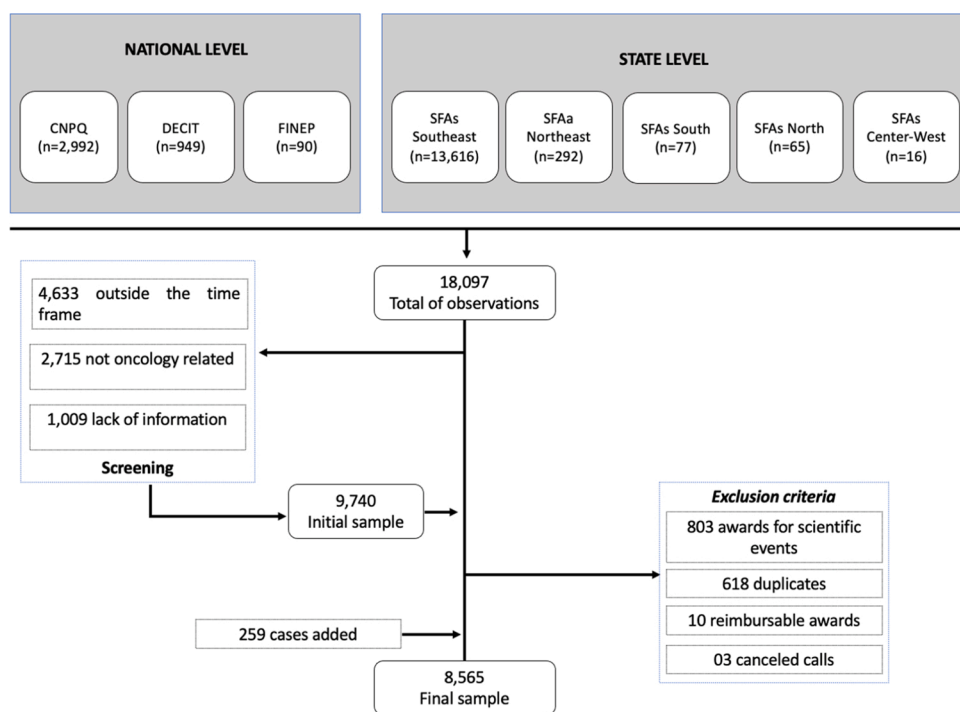 NATIONAL LEVEL
CNPQ
(n=2,992)
DECIT
(n=949)
FINEP
(n=90)
STATE LEVEL
SFAs
Southeast
(n=13,616)
SFAa
Northeast
(n=292)
SFAs South
(n=77)
SFAs North
(n=65)
SFAs
Center-West
(n=16)
18,097
Total of observations
4,633 outside the time
frame
2,715 not oncology related
1,009 lack of information
Screening
9,740
Initial sample
Exclusion criteria
803 awards for scientific
events
618 duplicates
10 reimbursable awards
03 canceled calls
259 cases added
8,565
Final sample